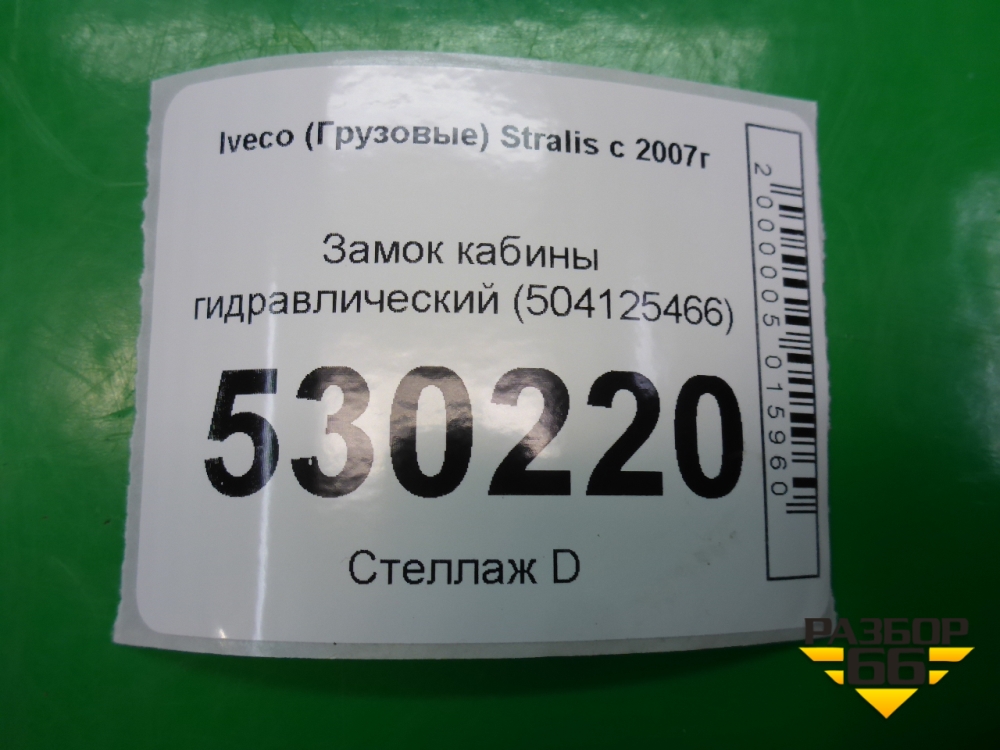 Iveco (Грузовые) Stralis с 2007г
Замок кабины
гидравлический (504125466)
530220
Стеллаж D
2000005015960
РАЗБОР
66